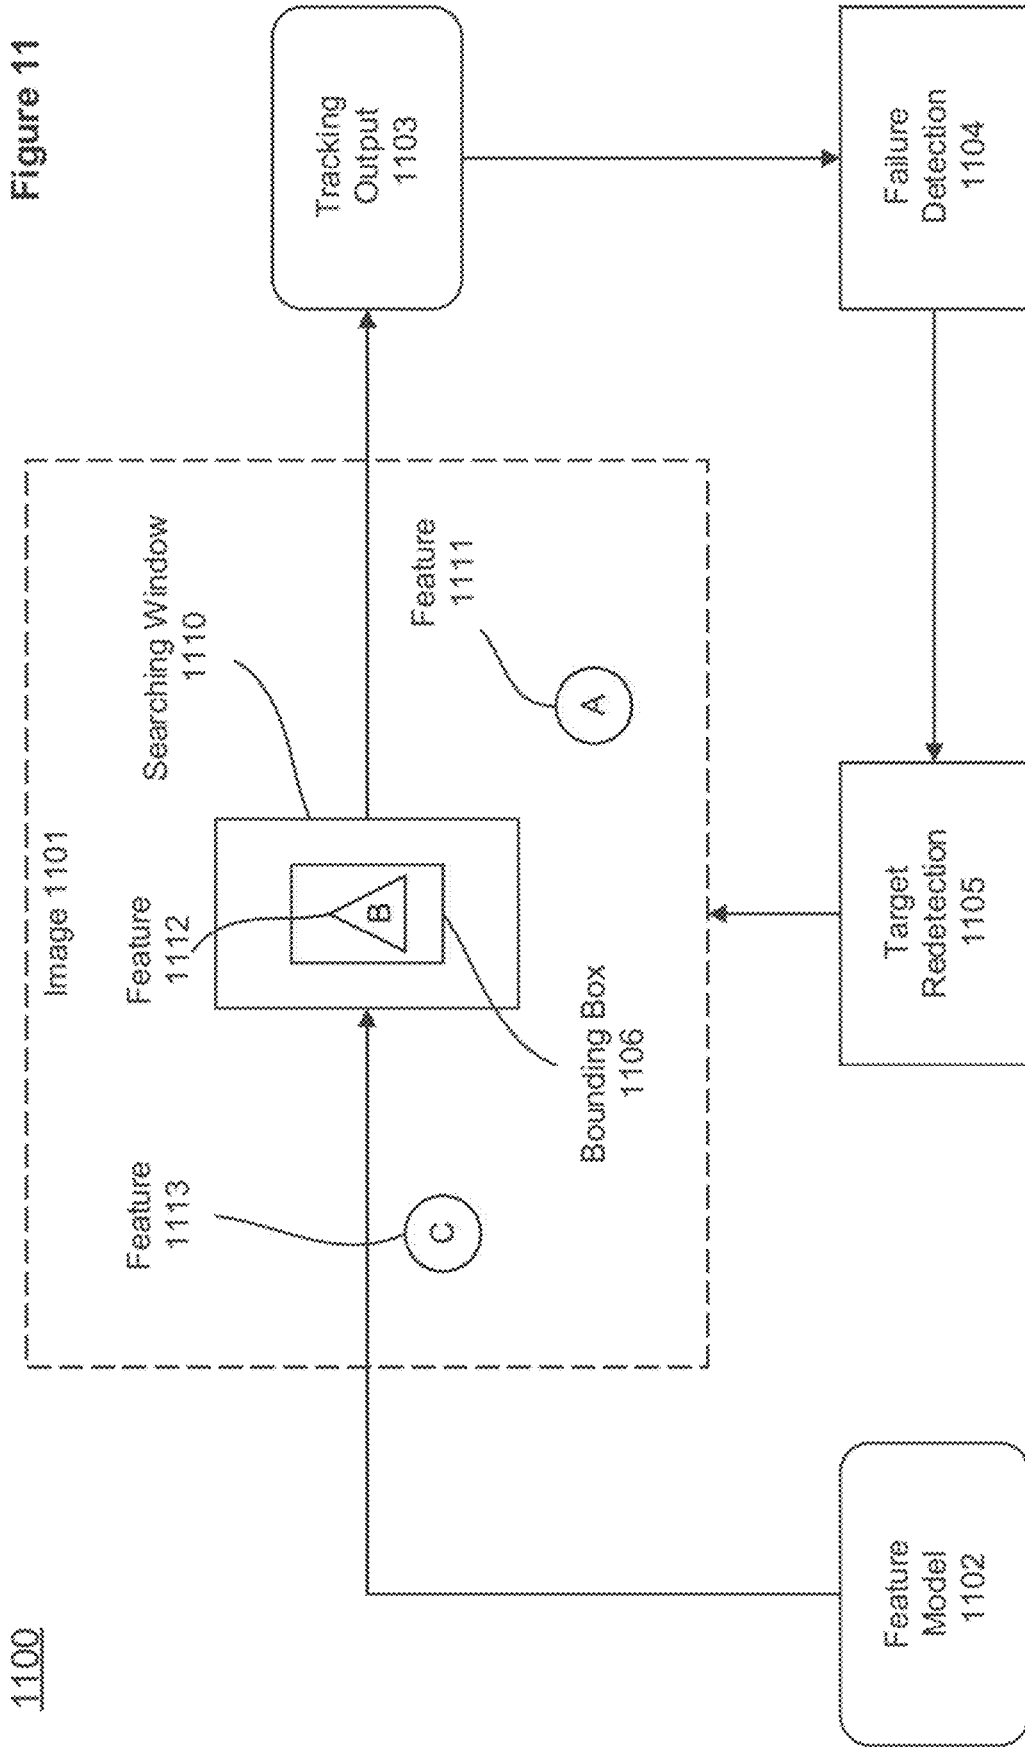 1100
Figure 11
Image 1101
Feature
1113
Feature
1112
Searching Window
1110
B
C
A
Bounding Box
1106
Feature
1111
Tracking
Output
1103
Feature
Model
1102
Target
Redetection
1105
Failure
Detection
1104